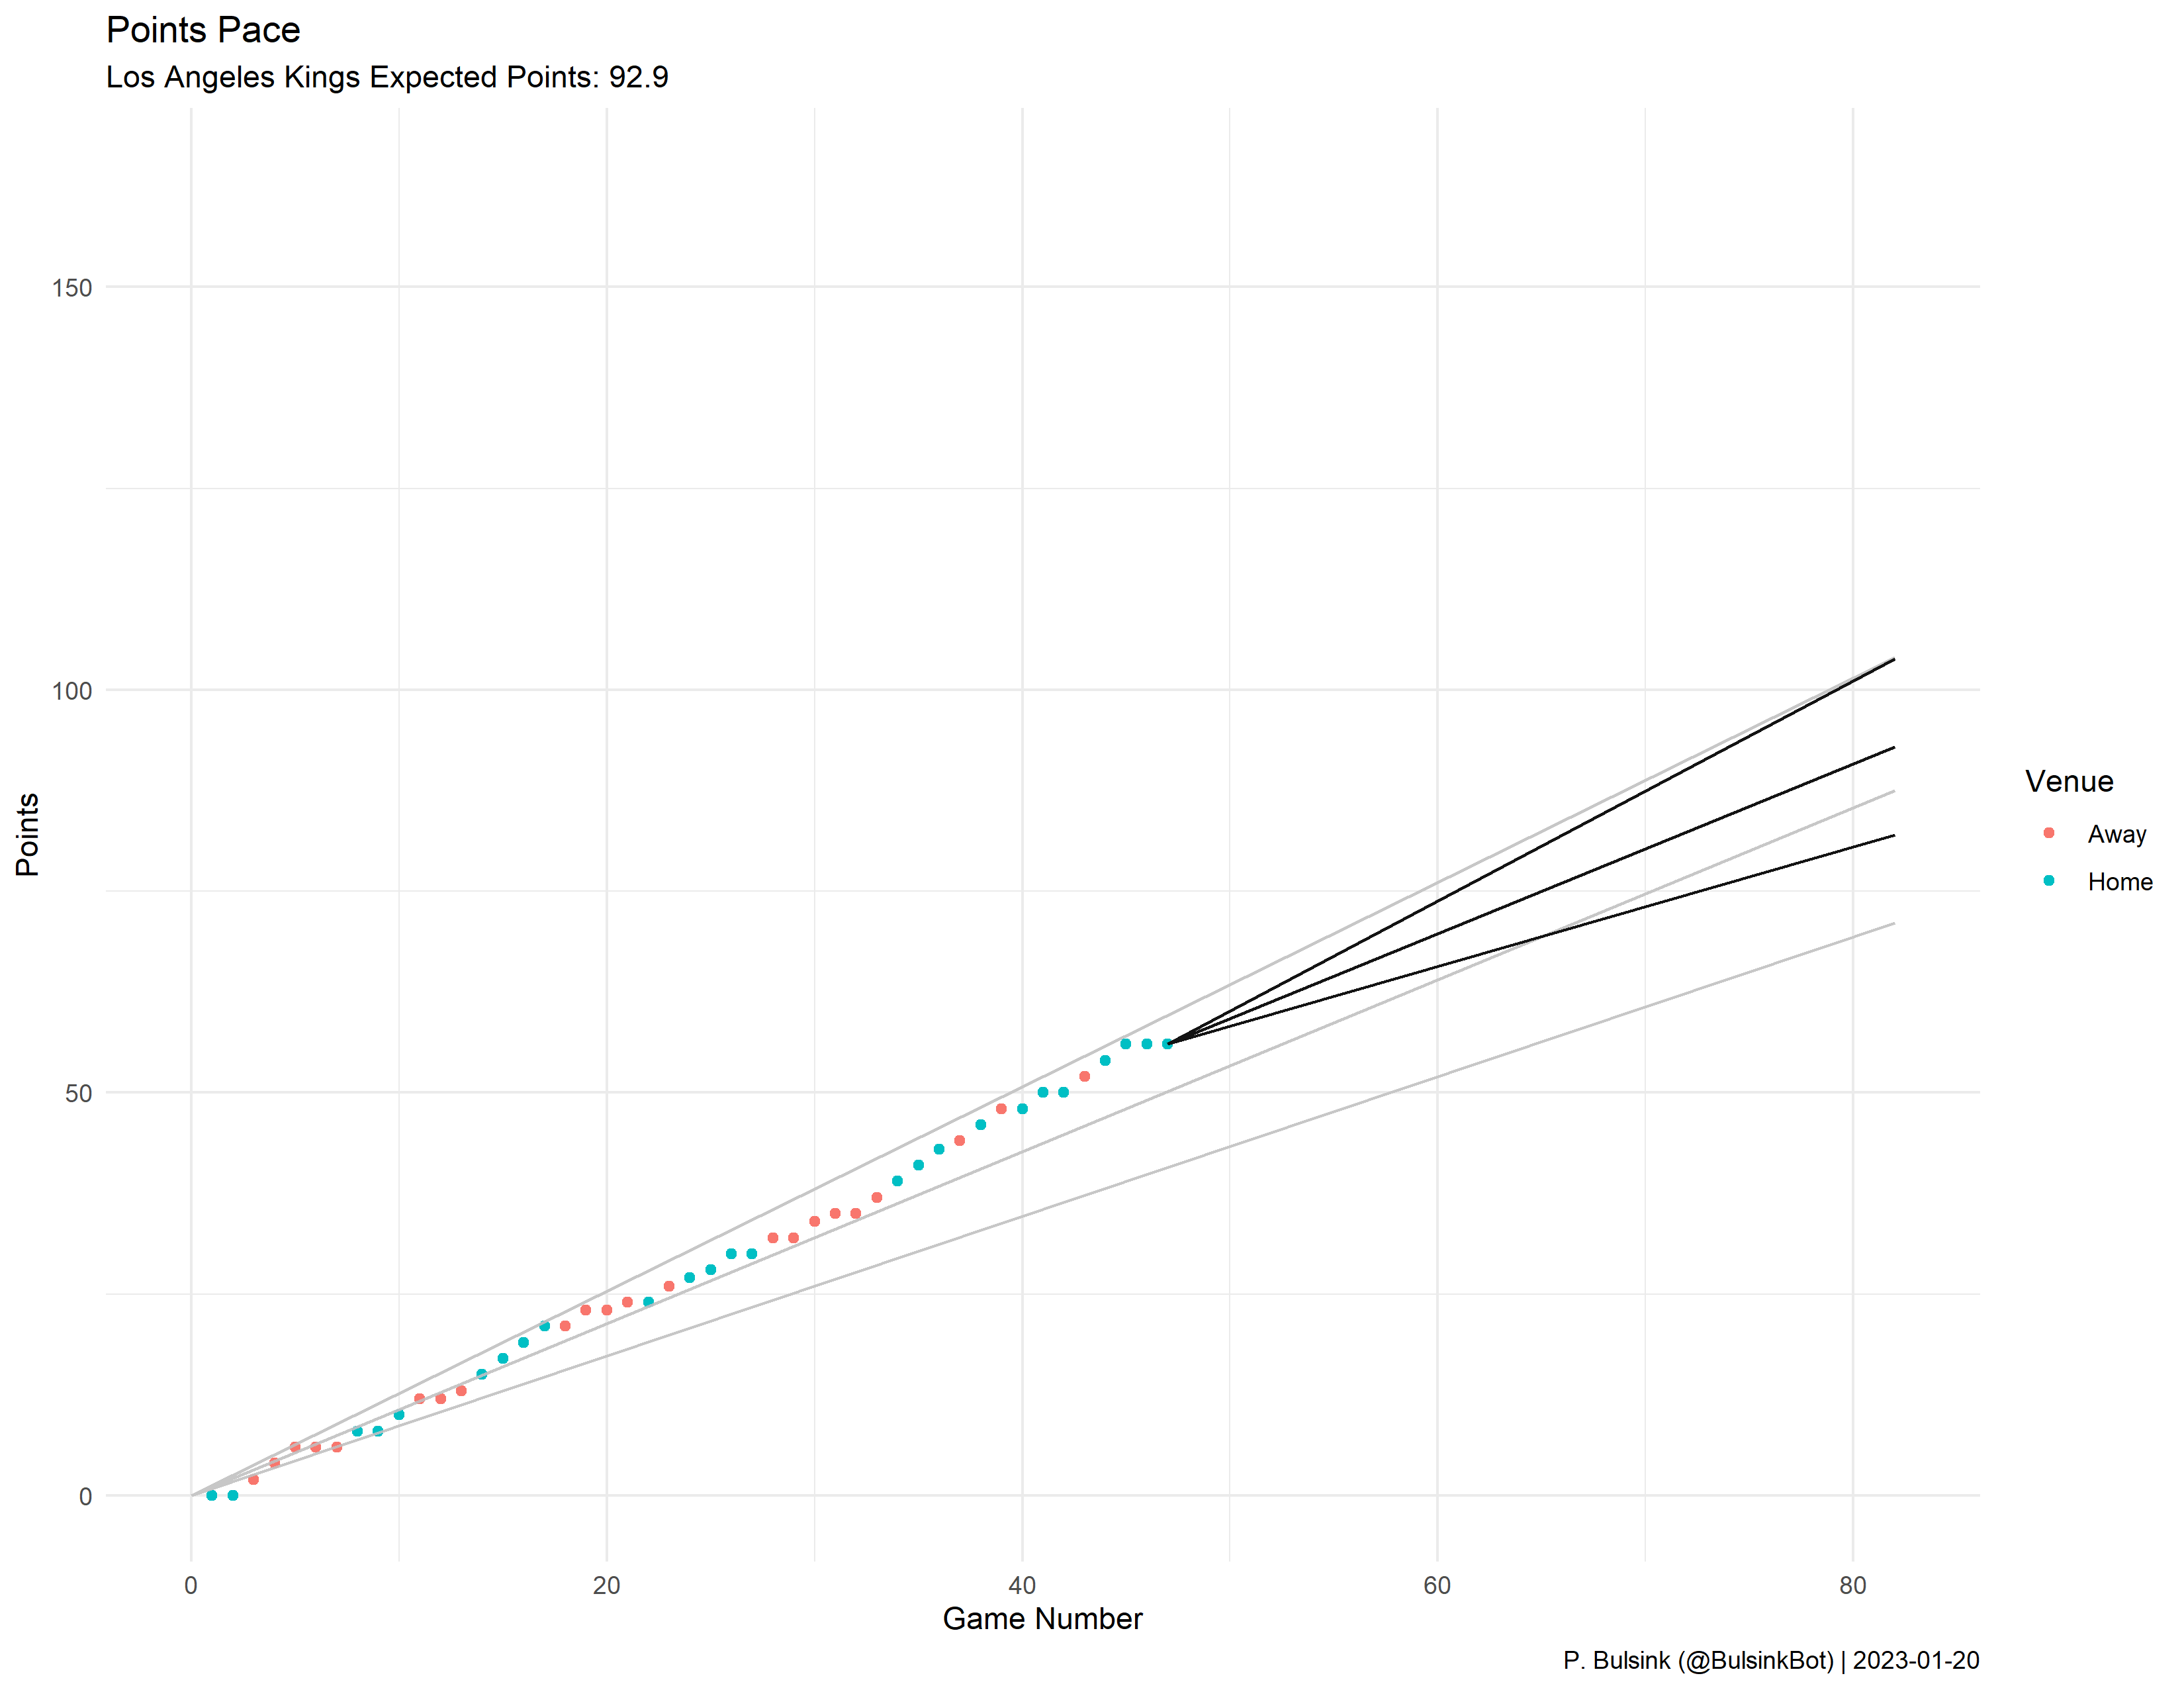 Points Pace
Los Angeles Kings Expected Points: 92.9
150
100
50
0
Points
0 20 40 60 80
Game Number
Venue
Away
Home
P. Bulsink (@BulsinkBot) | 2023-01-20